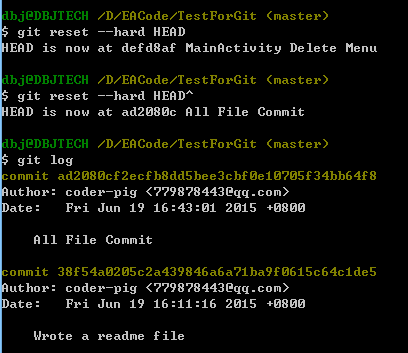 dbj@DBJTECH /D/EACode/TestForGit (master)
$ git reset --hard HEAD
HEAD is now at defd8af MainActivity Delete Menu
dbj@DBJTECH /D/EACode/TestForGit (master)
$ git reset --hard HEAD^
HEAD is now at ad2080c All File Commit
dbj@DBJTECH /D/EACode/TestForGit (master)
$ git log
commit ad2080cf2ecfb8dd5bee3cbf0e10705f34bb64f8
Author: coder-pig <779878443@qq.com>
Date:   Fri Jun 19 16:43:01 2015 +0800
    All File Commit
commit 38f54a0205c2a439846a6a71ba9f0615c64c1de5
Author: coder-pig <779878443@qq.com>
Date:   Fri Jun 19 16:11:16 2015 +0800
    Wrote a readme file